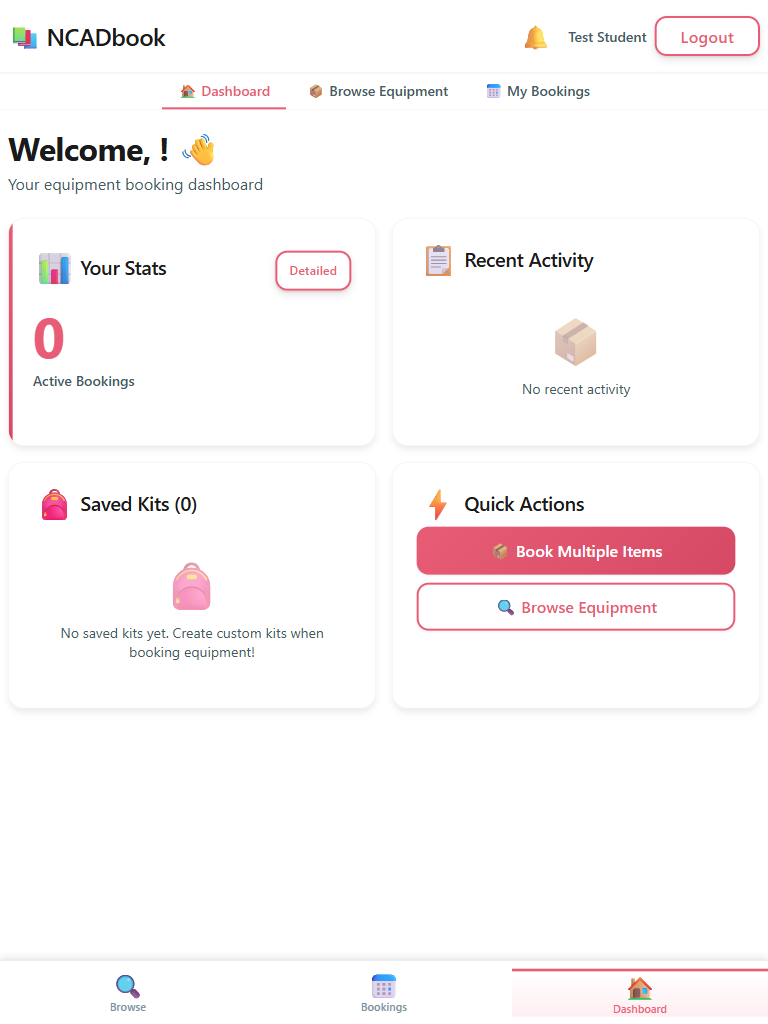 NCADbook
Test Student
Logout
Dashboard
Browse Equipment
My Bookings
Welcome, !
Your equipment booking dashboard
Your Stats
Detailed
0
Active Bookings
Recent Activity
No recent activity
Saved Kits (0)
No saved kits yet. Create custom kits when
booking equipment!
Quick Actions
Book Multiple Items
Browse Equipment
Browse
Bookings
Dashboard